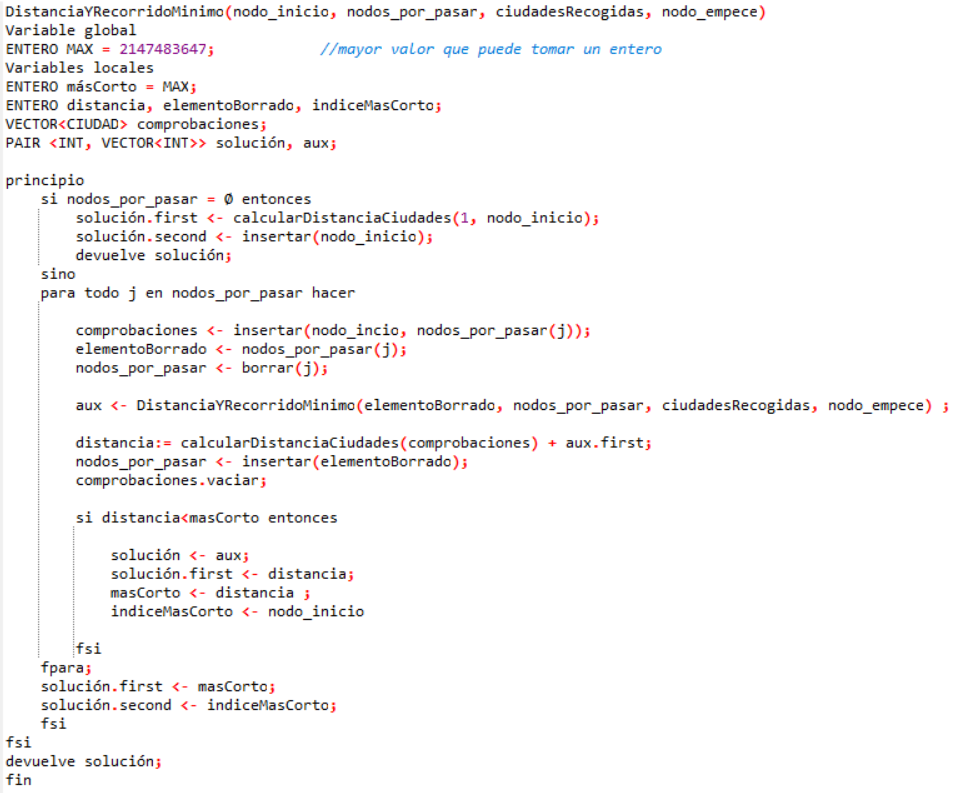 DistanciaYRecorridoMinimo(nodo_inicio, nodos_por_pasar, ciudadesRecogidas, nodo_empece)
Variable global
ENTERO MAX = 2147483647; //mayor valor que puede tomar un entero
Variables locales
ENTERO másCorto = MAX;
ENTERO distancia, elementoBorrado, indiceMasCorto;
VECTOR<CIUDAD> comprobaciones;
PAIR <INT, VECTOR<INT>> solución, aux;
principio
si nodos_por_pasar = Ø entonces
solución.first <- calcularDistanciaCiudades(1, nodo_inicio);
solución.second <- insertar(nodo_inicio);
devuelve solución;
sino
para todo j en nodos_por_pasar hacer
comprobaciones <- insertar(nodo_incio, nodos_por_pasar(j));
elementoBorrado <- nodos_por_pasar(j);
nodos_por_pasar <- borrar(j);
aux <- DistanciaYRecorridoMinimo(elementoBorrado, nodos_por_pasar, ciudadesRecogidas, nodo_empece) ;
distancia:= calcularDistanciaCiudades(comprobaciones) + aux.first;
nodos_por_pasar <- insertar(elementoBorrado);
comprobaciones.vaciar;
si distancia<masCorto entonces
solución <- aux;
solución.first <- distancia;
masCorto <- distancia ;
indiceMasCorto <- nodo_inicio
fsi
fpara;
solución.first <- masCorto;
solución.second <- indiceMasCorto;
fsi
fsi
devuelve solución;
fin